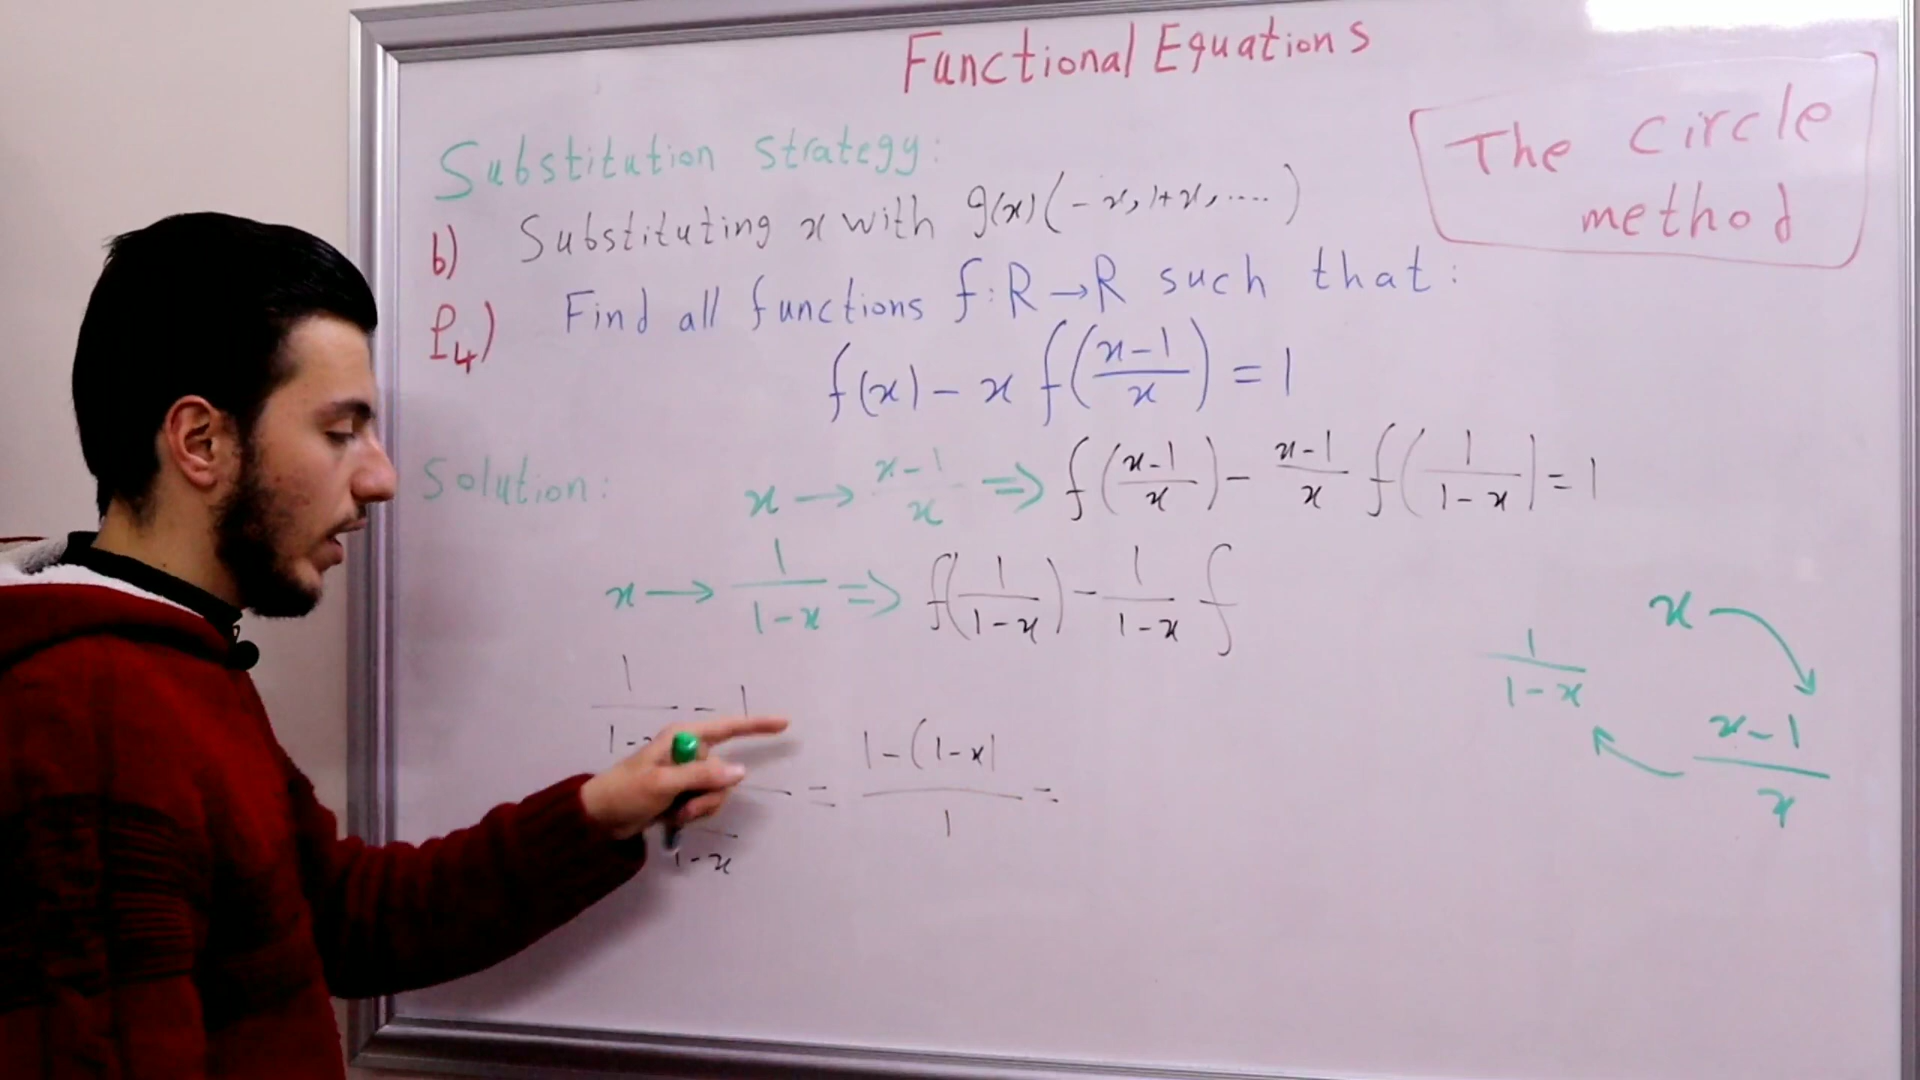 Functional Equations
The circle
method
Substitution strategy:
b) Substituting x with g(x)(-x, 1+x, ....)
P4) Find all functions f:R→R such that:
f(x) - x f((x-1)/x) = 1
Solution: x → (x-1)/x ⇒ f((x-1)/x) - (x-1)/x f(1/(1-x)) = 1
x → 1/(1-x) ⇒ f(1/(1-x)) - 1/(1-x) f
x
1/(1-x)
(x-1)/x
= (1-(1-x)/1 =
1-x